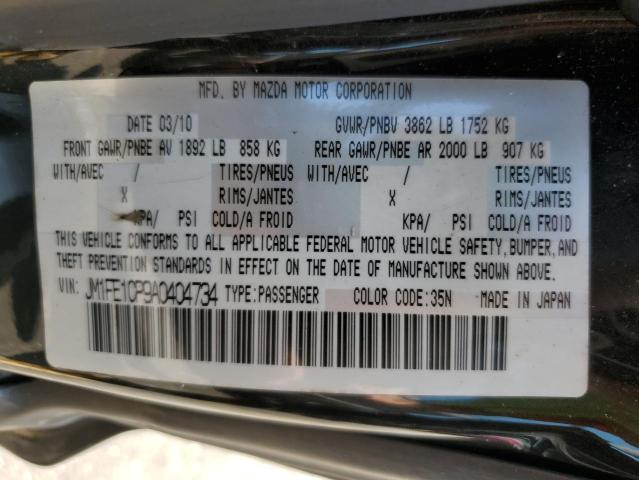 MFD. BY MAZDA MOTOR CORPORATION
DATE 03/10 GVWR/PNBV 3862 LB 1752 KG
FRONT GAWR/PNBE AV 1892 LB 858 KG REAR GAWR/PNBE AR 2000 LB 907 KG
WITH/AVEC / TIRES/PNEUS WITH/AVEC / TIRES/PNEUS
X RIMS/JANTES X RIMS/JANTES
KPA/ PSI COLD/A FROID KPA/ PSI COLD/A FROID
THIS VEHICLE CONFORMS TO ALL APPLICABLE FEDERAL MOTOR VEHICLE SAFETY, BUMPER, AND
THEFT PREVENTION STANDARDS IN EFFECT ON THE DATE OF MANUFACTURE SHOWN ABOVE.
VIN: JM1FE1CP9A0404734 TYPE:PASSENGER COLOR CODE:35N MADE IN JAPAN